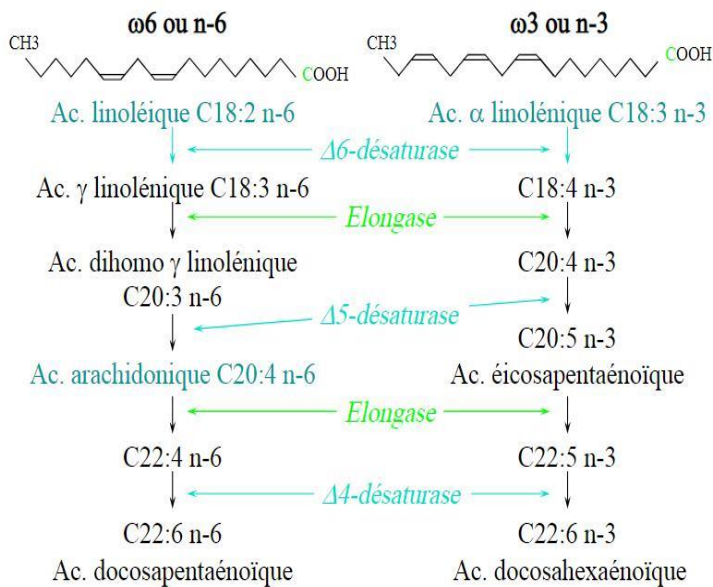 ω6 ou n-6
ω3 ou n-3
CH3
COOH
CH3
COOH
Ac. linoléique C18:2 n-6
Ac. α linolénique C18:3 n-3
Δ6-désaturase
Ac. γ linolénique C18:3 n-6
C18:4 n-3
Elongase
Ac. dihomo γ linolénique
C20:3 n-6
C20:4 n-3
Δ5-désaturase
C20:5 n-3
Ac. arachidonique C20:4 n-6
Ac. éicosapentaénoïque
Elongase
C22:4 n-6
C22:5 n-3
Δ4-désaturase
C22:6 n-6
C22:6 n-3
Ac. docosapentaénoïque
Ac. docosahexaénoïque